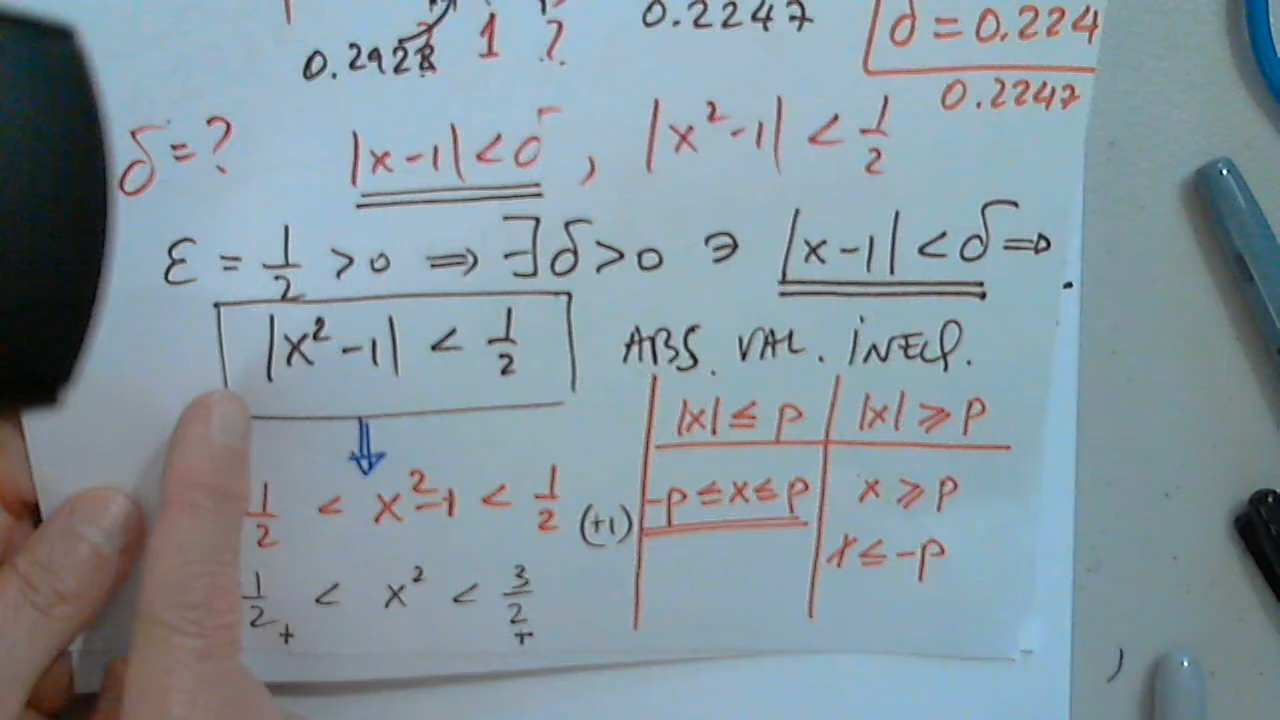 0.2928 1 ? 0.2247 δ = 0.224
0.2247
δ = ? |x-1| < δ , |x²-1| < 1/2
ε = 1/2 > 0 ⇒ ∃ δ > 0 ∋ |x-1| < δ ⇒
|x²-1| < 1/2 ABS. VAL. INEQ.
|x| ≤ p |x| ≥ p
1/2 < x²-1 < 1/2 (+1) -p ≤ x ≤ p x ≥ p
x ≤ -p
1/2 < x² < 3/2
+ +